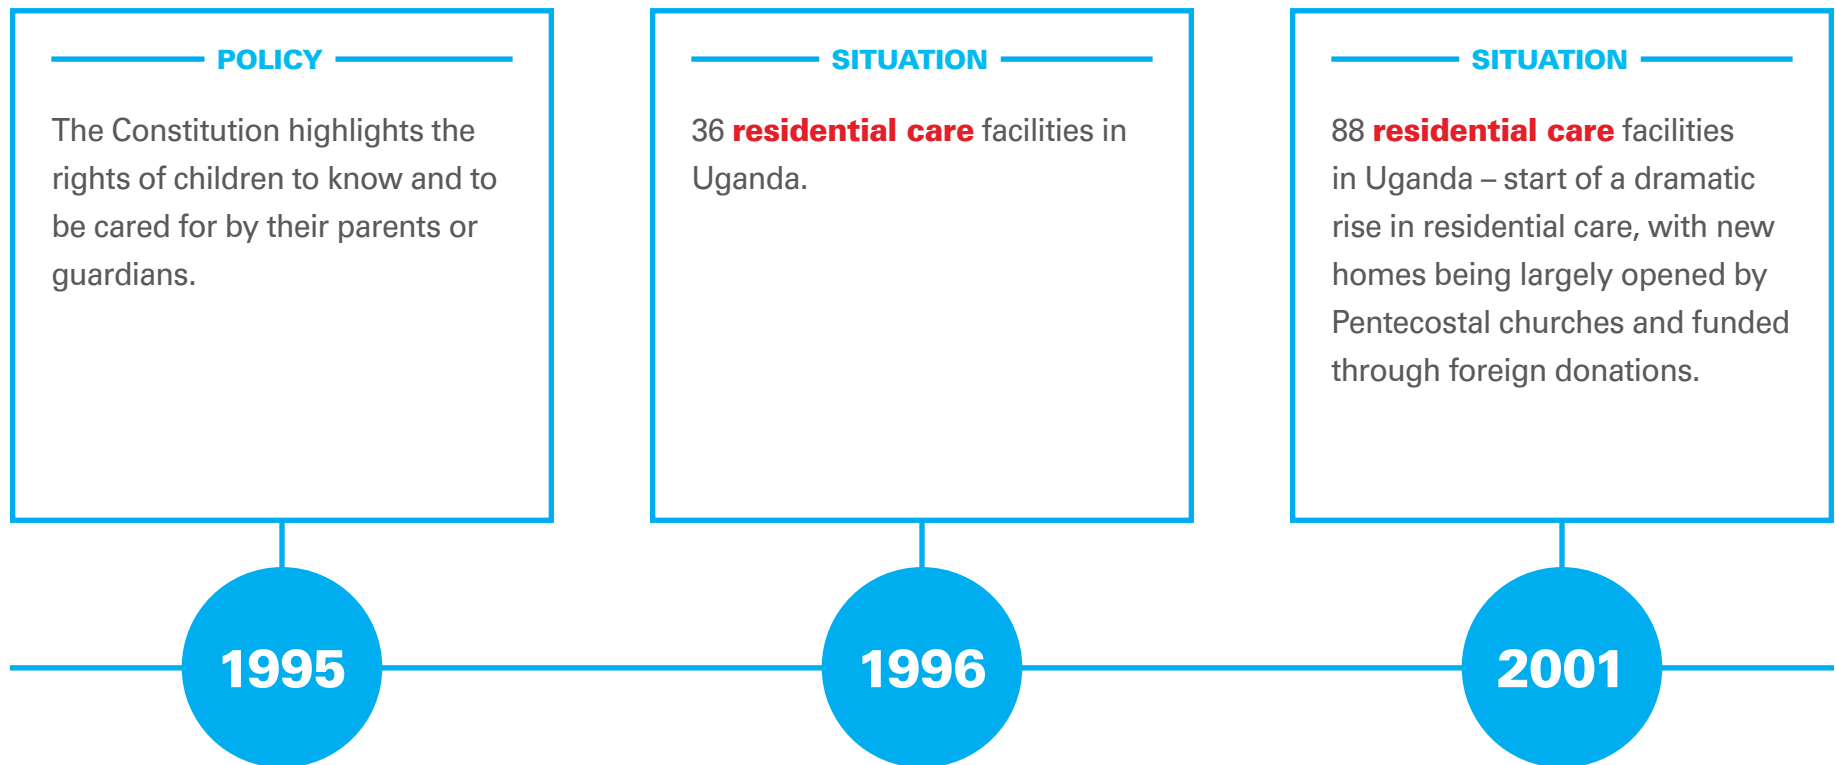 POLICY
The Constitution highlights the
rights of children to know and to
be cared for by their parents or
guardians.
1995
SITUATION
36 residential care facilities in
Uganda.
1996
SITUATION
88 residential care facilities
in Uganda – start of a dramatic
rise in residential care, with new
homes being largely opened by
Pentecostal churches and funded
through foreign donations.
2001